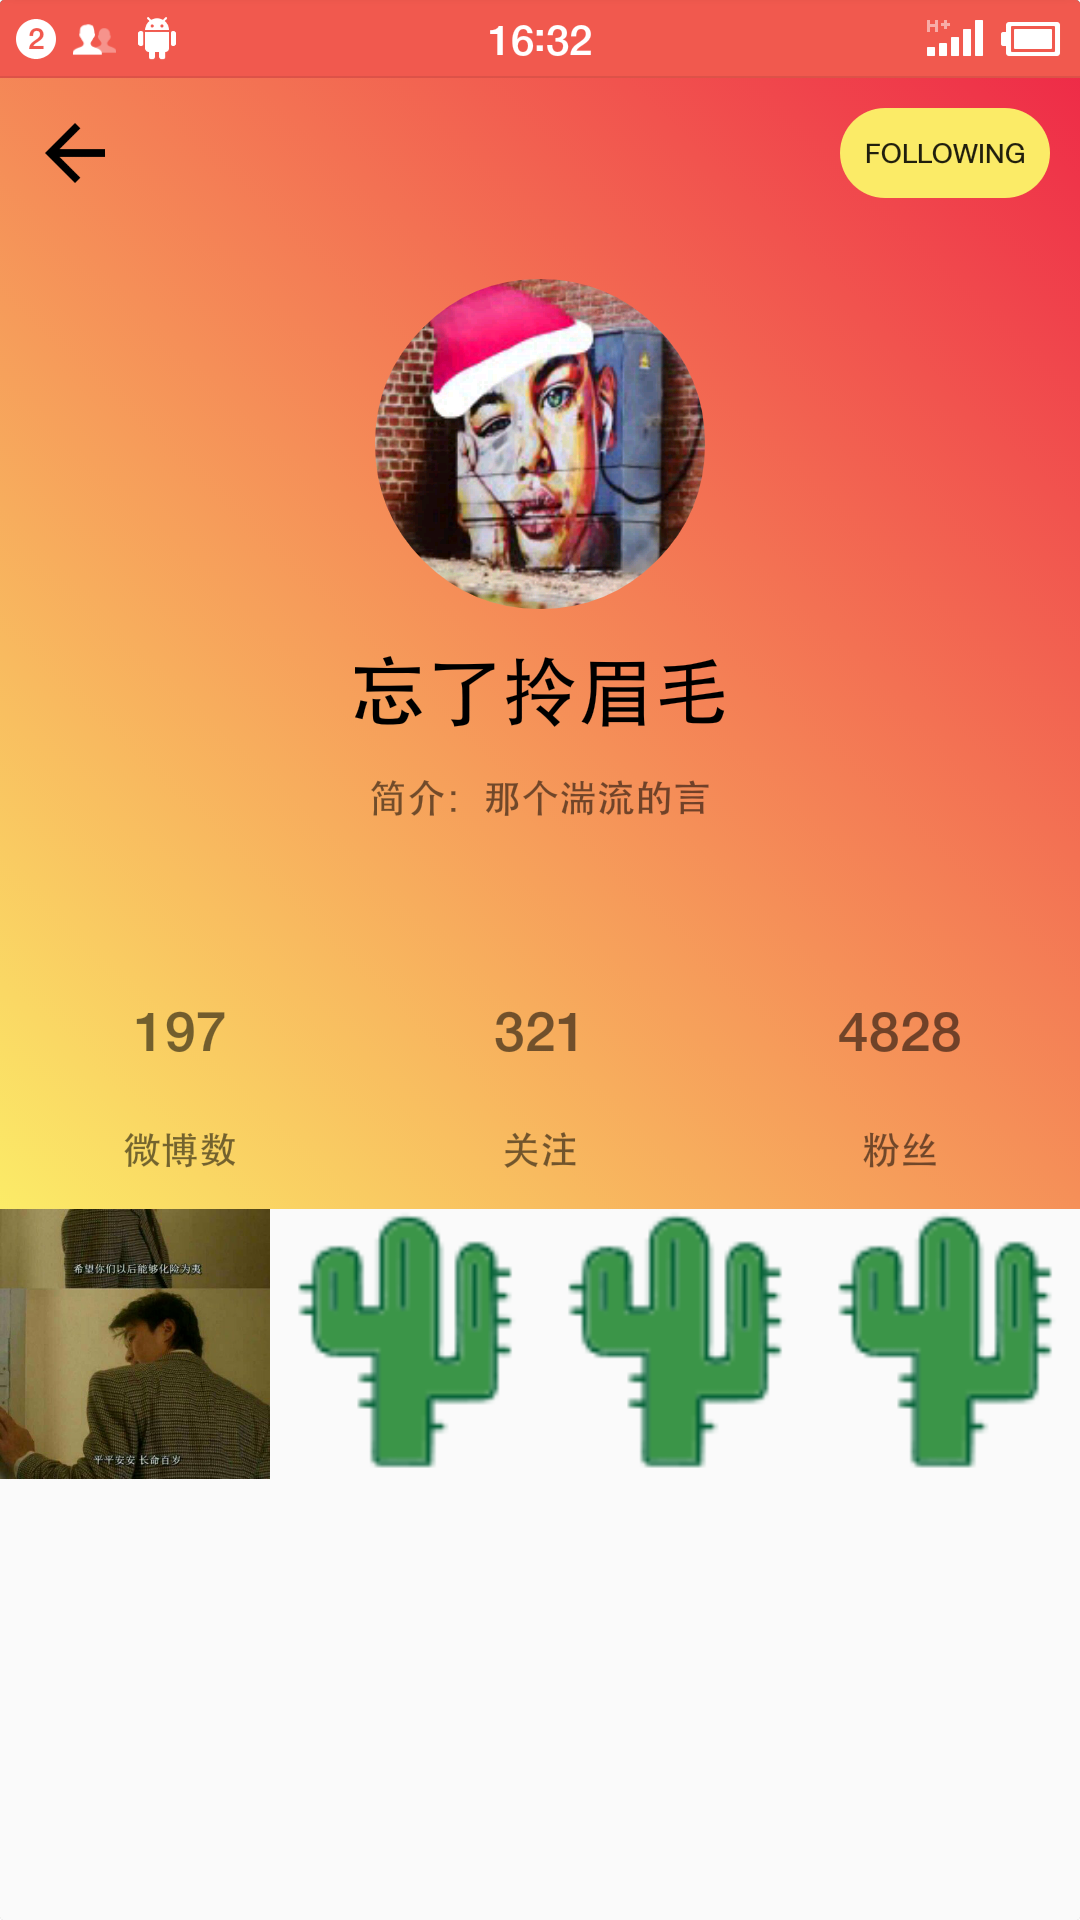 2
16:32
H+
FOLLOWING
忘了拎眉毛
简介：那个湍流的言
197 321 4828
微博数 关注 粉丝
希望你们以后能够化险为夷
平平安安 长命百岁